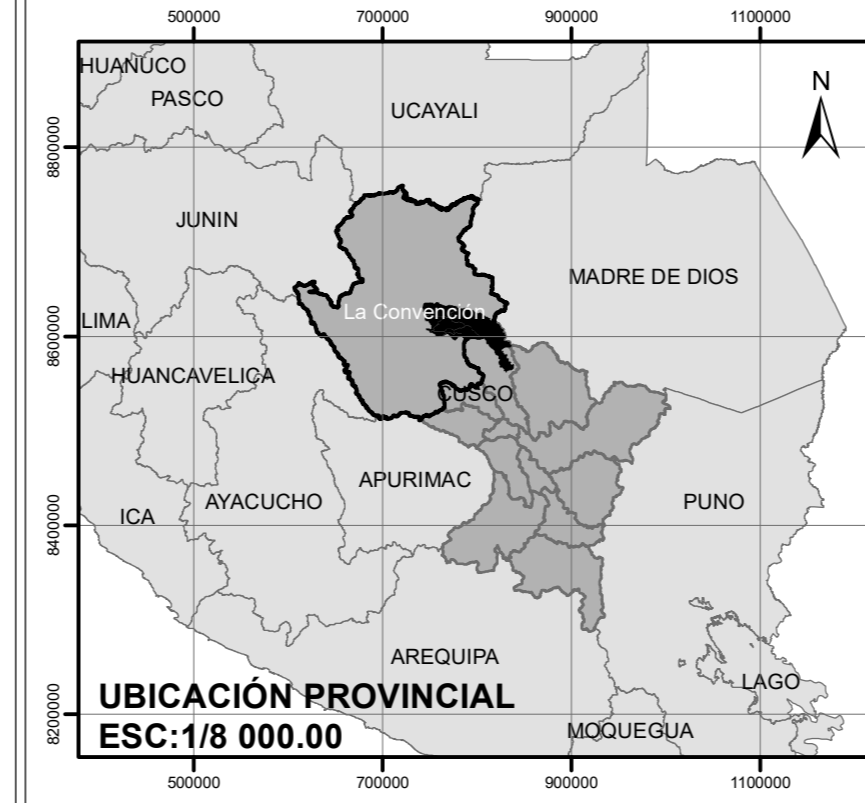 500000 700000 900000 1100000
HUANUCO
PASCO
UCAYALI
N
8800000
JUNIN
MADRE DE DIOS
La Convención
LIMA
8600000
HUANCAVELICA
CUSCO
APURIMAC
AYACUCHO
PUNO
ICA
8400000
AREQUIPA
LAGO
UBICACIÓN PROVINCIAL
8200000
MOQUEGUA
ESC:1/8 000.00
500000 700000 900000 1100000